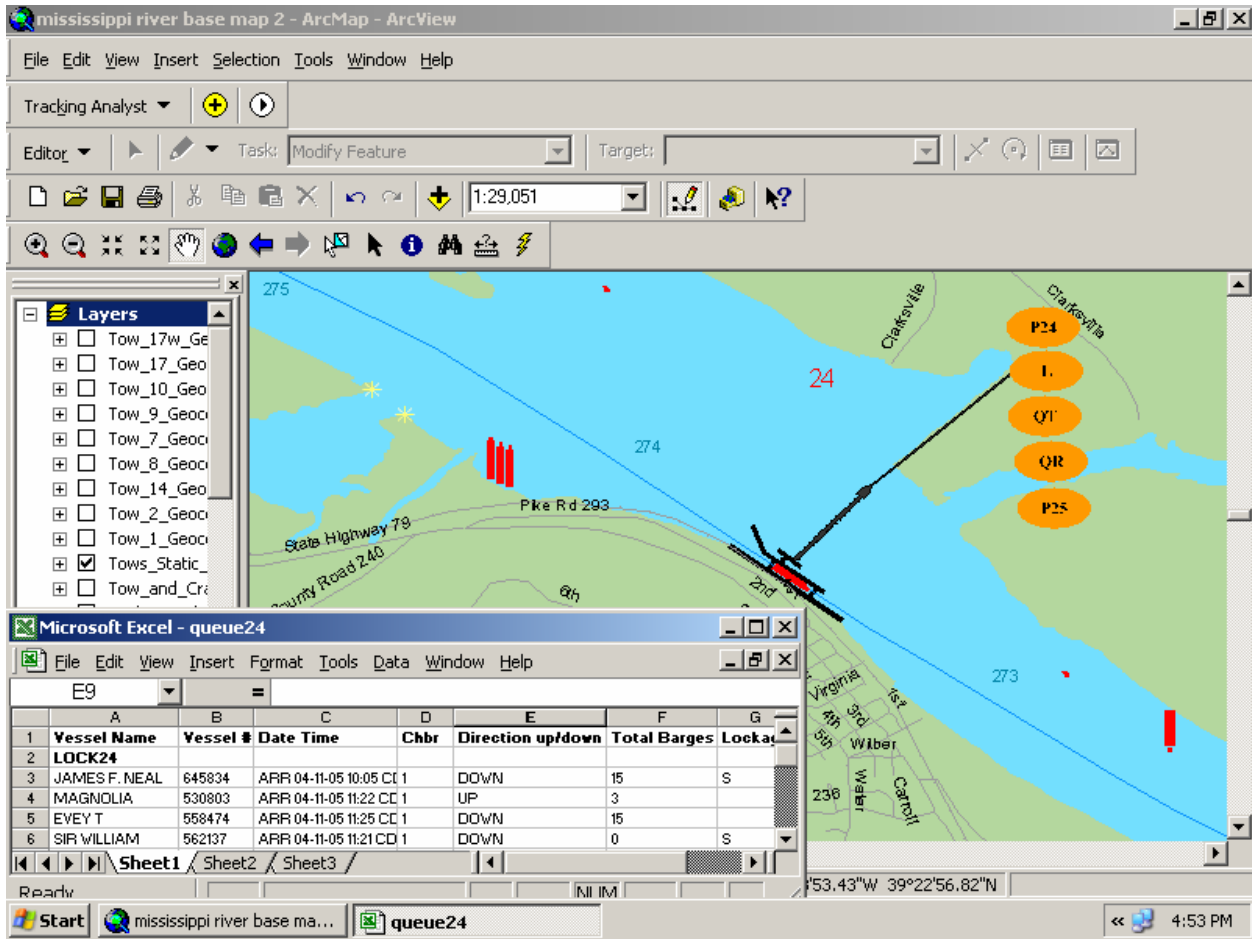 mississippi river base map 2 - ArcMap - ArcView
File Edit View Insert Selection Tools Window Help
Tracking Analyst
Editor Task: Modify Feature Target:
1:29,051
Layers
Tow_17w_Ge
Tow_17_Geo
Tow_10_Geo
Tow_9_Geoc
Tow_7_Geoc
Tow_8_Geoc
Tow_14_Geo
Tow_2_Geoc
Tow_1_Geoc
Tows_Static_
Tow_and_Cra
275
Clarksville
Clarksville
P24
L
QT
QR
P25
24
274
Pike Rd 293
State Highway 79
County Road 240
6th
2nd
273
Virginia
1st
3rd
4th
5th
Wilber
Water
Carroll
236
Microsoft Excel - queue24
File Edit View Insert Format Tools Data Window Help
E9 =
A B C D E F G
1 Vessel Name Vessel # Date Time Chbr Direction up/down Total Barges Lockag
2 LOCK24
3 JAMES F. NEAL 645834 ARR 04-11-05 10:05 CD 1 DOWN 15 S
4 MAGNOLIA 530803 ARR 04-11-05 11:22 CD 1 UP 3
5 EVEY T 558474 ARR 04-11-05 11:25 CD 1 DOWN 15
6 SIR WILLIAM 562137 ARR 04-11-05 11:21 CD 1 DOWN 0 S
Sheet1 Sheet2 Sheet3
Ready NUM
'53.43"W 39°22'56.82"N
Start mississippi river base ma... queue24 4:53 PM